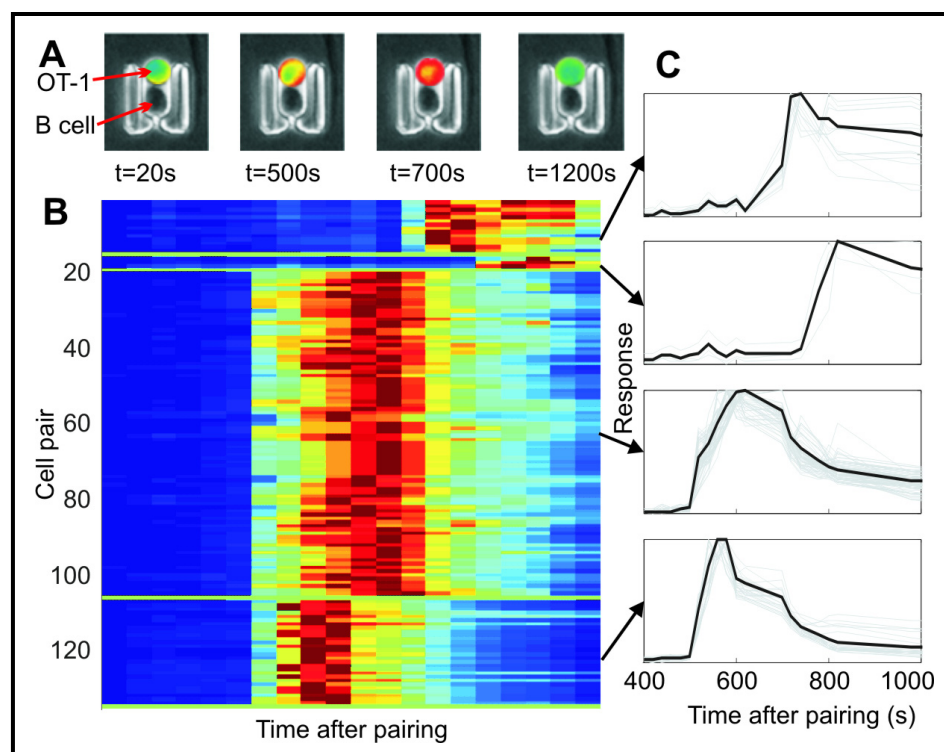 A
OT-1
B cell
t=20s t=500s t=700s t=1200s
B
20
40
60
80
100
120
Cell pair
Time after pairing
C
Response
400 600 800 1000
Time after pairing (s)